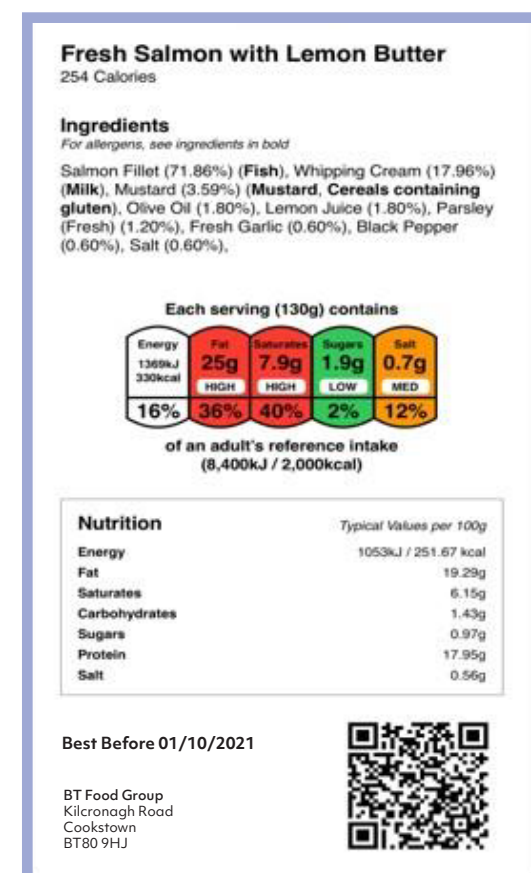 Fresh Salmon with Lemon Butter
254 Calories
Ingredients
For allergens, see ingredients in bold
Salmon Fillet (71.86%) (Fish), Whipping Cream (17.96%)
(Milk), Mustard (3.59%) (Mustard, Cereals containing
gluten), Olive Oil (1.80%), Lemon Juice (1.80%), Parsley
(Fresh) (1.20%), Fresh Garlic (0.60%), Black Pepper
(0.60%), Salt (0.60%),
Each serving (130g) contains
Energy Fat Saturates Sugars Salt
1369kJ 25g 7.9g 1.9g 0.7g
330kcal HIGH HIGH LOW MED
16% 36% 40% 2% 12%
of an adult's reference intake
(8,400kJ / 2,000kcal)
Nutrition Typical Values per 100g
Energy 1053kJ / 251.67 kcal
Fat 19.29g
Saturates 6.15g
Carbohydrates 1.43g
Sugars 0.97g
Protein 17.95g
Salt 0.56g
Best Before 01/10/2021
BT Food Group
Kilcronagh Road
Cookstown
BT80 9HJ